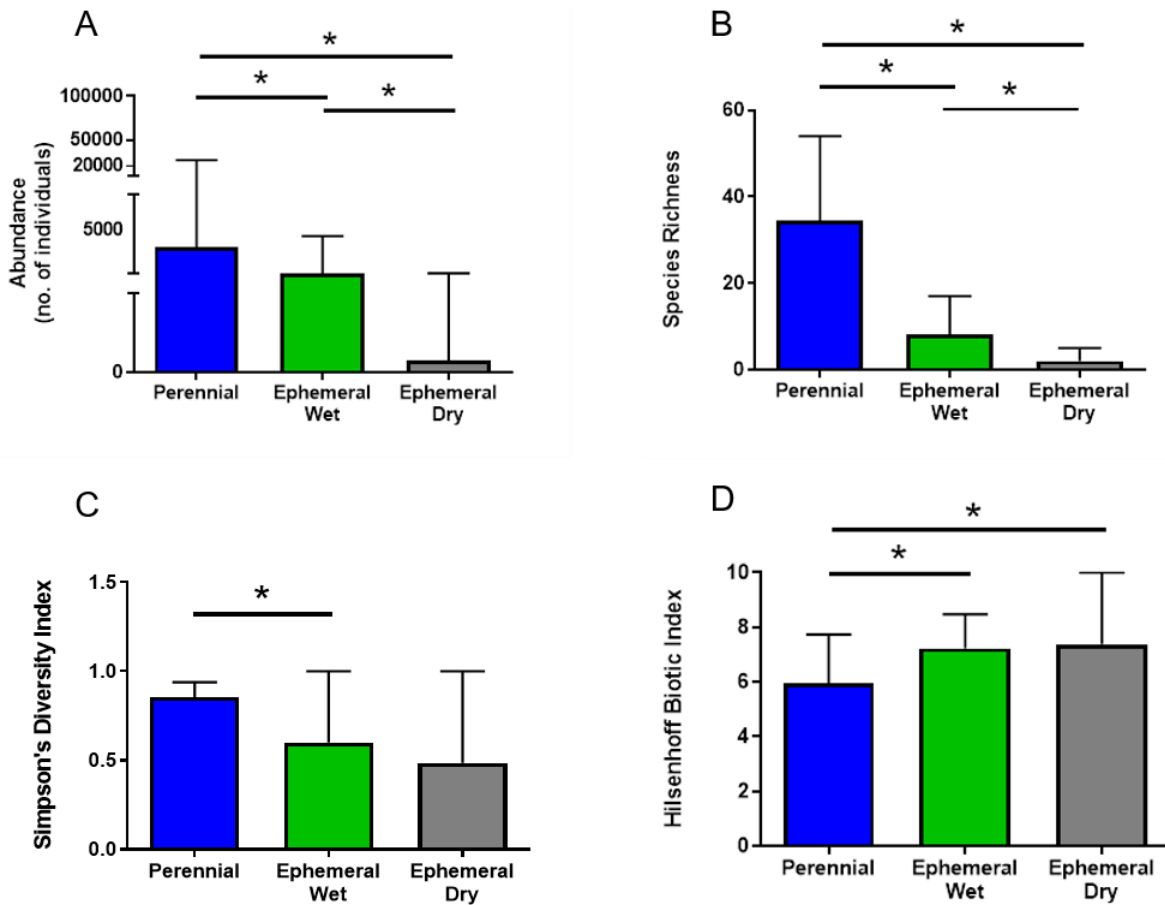 A
*
*
*
Abundance
(no. of individuals)
100000
50000
20000
5000
0
Perennial
Ephemeral
Wet
Ephemeral
Dry
B
*
*
*
Species Richness
60
40
20
0
Perennial
Ephemeral
Wet
Ephemeral
Dry
C
*
Simpson's Diversity Index
1.5
1.0
0.5
0.0
Perennial
Ephemeral
Wet
Ephemeral
Dry
D
*
*
Hilsenhoff Biotic Index
10
8
6
4
2
0
Perennial
Ephemeral
Wet
Ephemeral
Dry